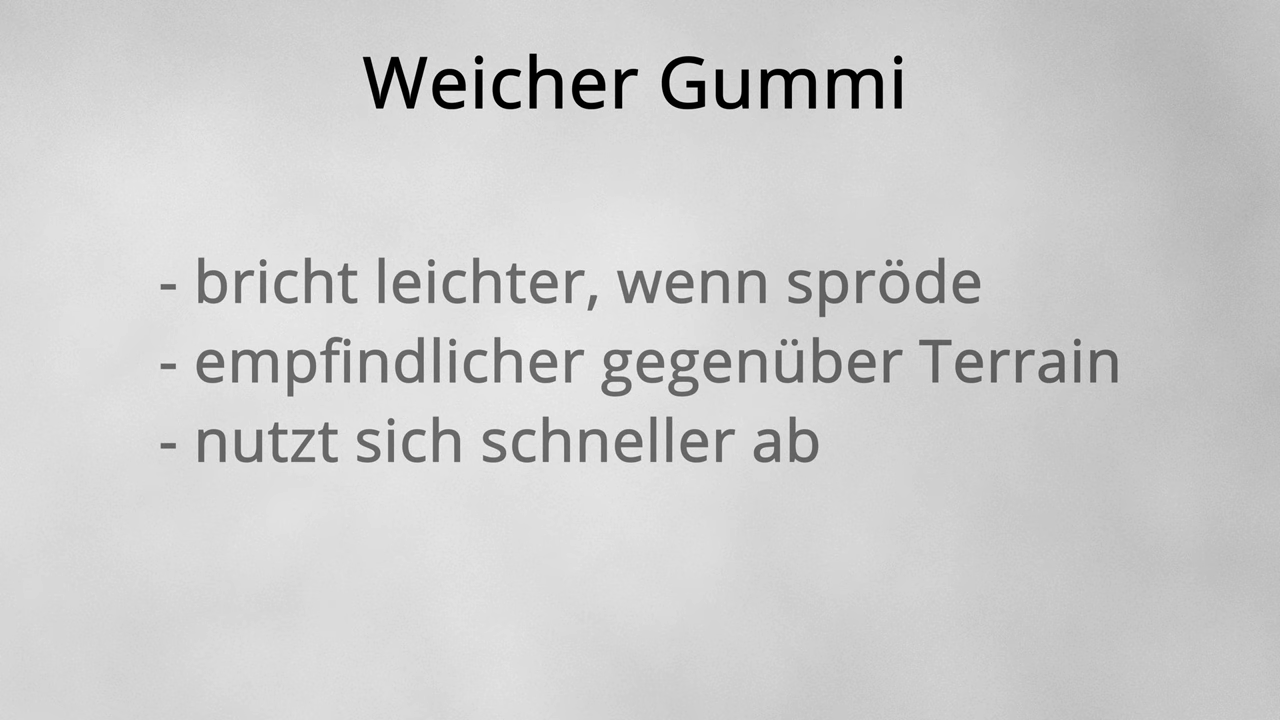 Weicher Gummi
- bricht leichter, wenn spröde
- empfindlicher gegenüber Terrain
- nutzt sich schneller ab